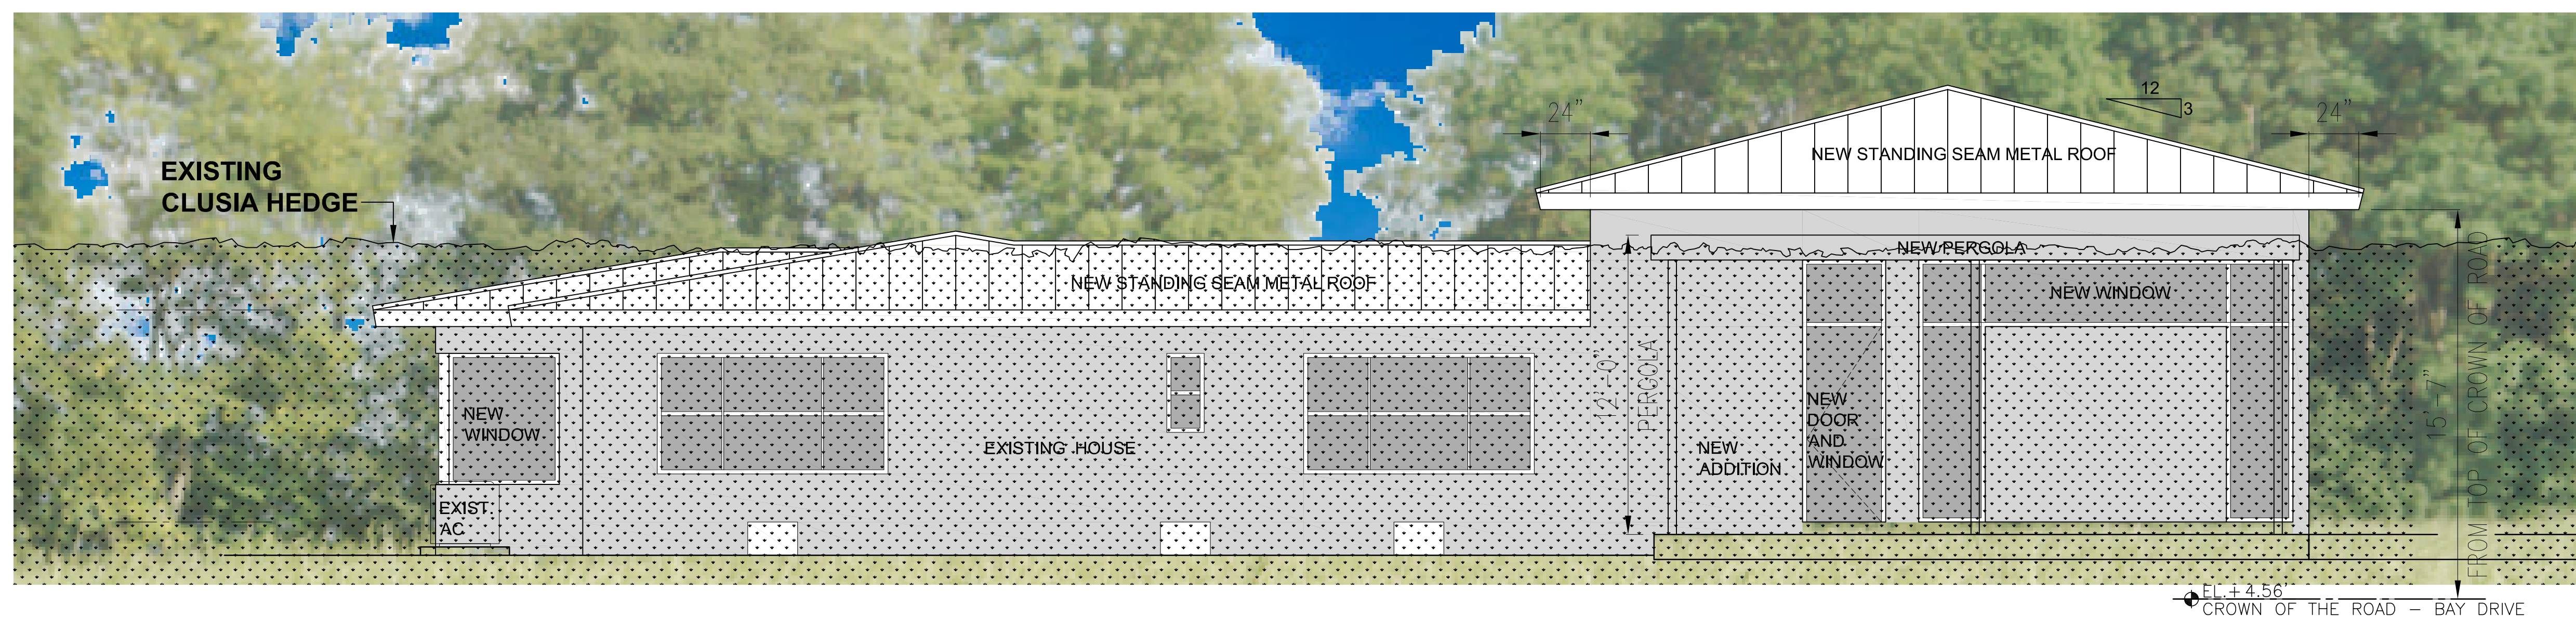 12
3
24”
24”
NEW STANDING SEAM METAL ROOF
EXISTING
CLUSIA HEDGE
NEW PERGOLA
NEW STANDING SEAM METAL ROOF
NEW WINDOW
12'-0”
PERGOLA
15'-7”
FROM TOP OF CROWN OF ROAD
NEW
WINDOW
EXISTING HOUSE
NEW
ADDITION
NEW
DOOR
AND
WINDOW
EXIST.
AC
EL.+4.56'
CROWN OF THE ROAD – BAY DRIVE